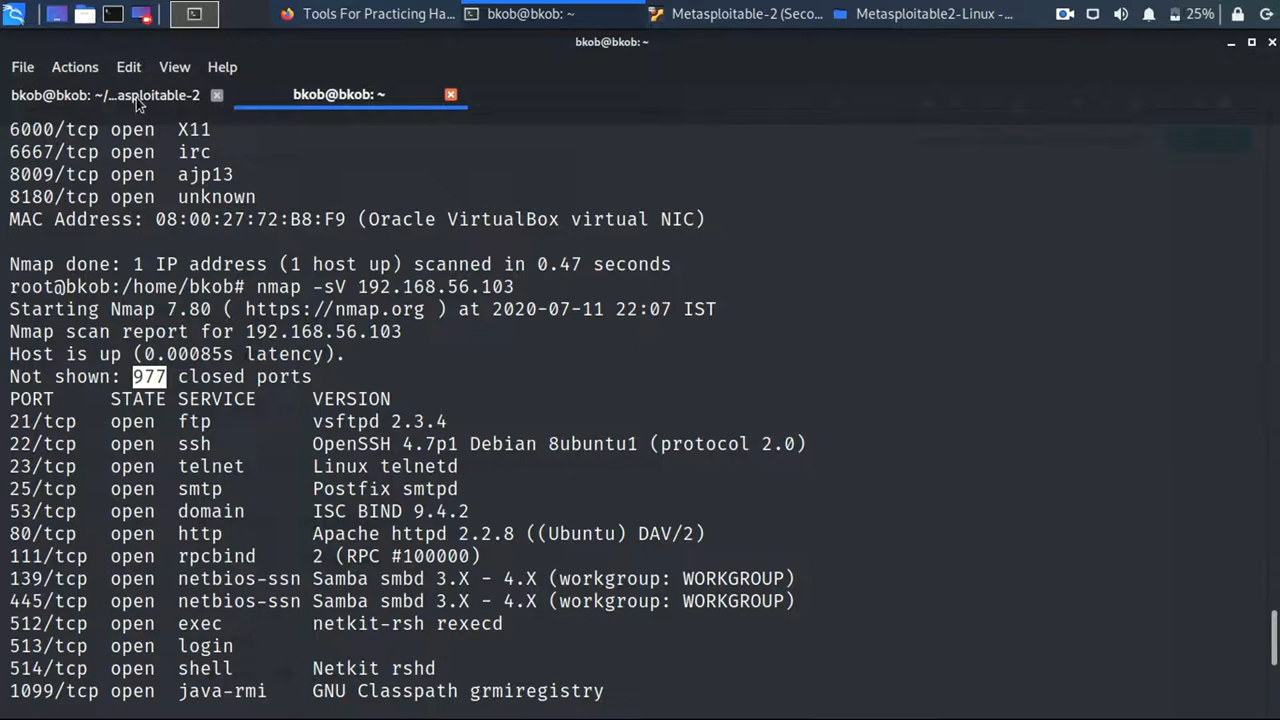 Tools For Practicing Ha...
bkob@bkob: ~
Metasploitable-2 (Seco...
Metasploitable2-Linux -...
25%
bkob@bkob: ~
File Actions Edit View Help
bkob@bkob: ~/...asploitable-2
bkob@bkob: ~
6000/tcp open X11
6667/tcp open irc
8009/tcp open ajp13
8180/tcp open unknown
MAC Address: 08:00:27:72:B8:F9 (Oracle VirtualBox virtual NIC)
Nmap done: 1 IP address (1 host up) scanned in 0.47 seconds
root@bkob:/home/bkob# nmap -sV 192.168.56.103
Starting Nmap 7.80 ( https://nmap.org ) at 2020-07-11 22:07 IST
Nmap scan report for 192.168.56.103
Host is up (0.00085s latency).
Not shown: 977 closed ports
PORT STATE SERVICE VERSION
21/tcp open ftp vsftpd 2.3.4
22/tcp open ssh OpenSSH 4.7p1 Debian 8ubuntu1 (protocol 2.0)
23/tcp open telnet Linux telnetd
25/tcp open smtp Postfix smtpd
53/tcp open domain ISC BIND 9.4.2
80/tcp open http Apache httpd 2.2.8 ((Ubuntu) DAV/2)
111/tcp open rpcbind 2 (RPC #100000)
139/tcp open netbios-ssn Samba smbd 3.X - 4.X (workgroup: WORKGROUP)
445/tcp open netbios-ssn Samba smbd 3.X - 4.X (workgroup: WORKGROUP)
512/tcp open exec netkit-rsh rexecd
513/tcp open login
514/tcp open shell Netkit rshd
1099/tcp open java-rmi GNU Classpath grmiregistry